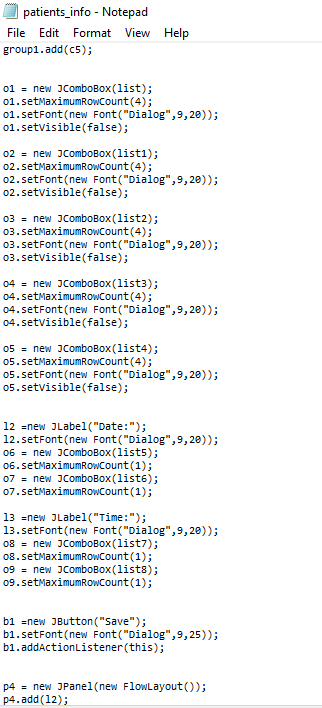 patients_info - Notepad
File Edit Format View Help
group1.add(c5);
o1 = new JComboBox(list);
o1.setMaximumRowCount(4);
o1.setFont(new Font("Dialog",9,20));
o1.setVisible(false);
o2 = new JComboBox(list1);
o2.setMaximumRowCount(4);
o2.setFont(new Font("Dialog",9,20));
o2.setVisible(false);
o3 = new JComboBox(list2);
o3.setMaximumRowCount(4);
o3.setFont(new Font("Dialog",9,20));
o3.setVisible(false);
o4 = new JComboBox(list3);
o4.setMaximumRowCount(4);
o4.setFont(new Font("Dialog",9,20));
o4.setVisible(false);
o5 = new JComboBox(list4);
o5.setMaximumRowCount(4);
o5.setFont(new Font("Dialog",9,20));
o5.setVisible(false);
l2 =new JLabel("Date:");
l2.setFont(new Font("Dialog",9,20));
o6 = new JComboBox(list5);
o6.setMaximumRowCount(1);
o7 = new JComboBox(list6);
o7.setMaximumRowCount(1);
l3 =new JLabel("Time:");
l3.setFont(new Font("Dialog",9,20));
o8 = new JComboBox(list7);
o8.setMaximumRowCount(1);
o9 = new JComboBox(list8);
o9.setMaximumRowCount(1);
b1 =new JButton("Save");
b1.setFont(new Font("Dialog",9,25));
b1.addActionListener(this);
p4 = new JPanel(new FlowLayout());
p4.add(l2);